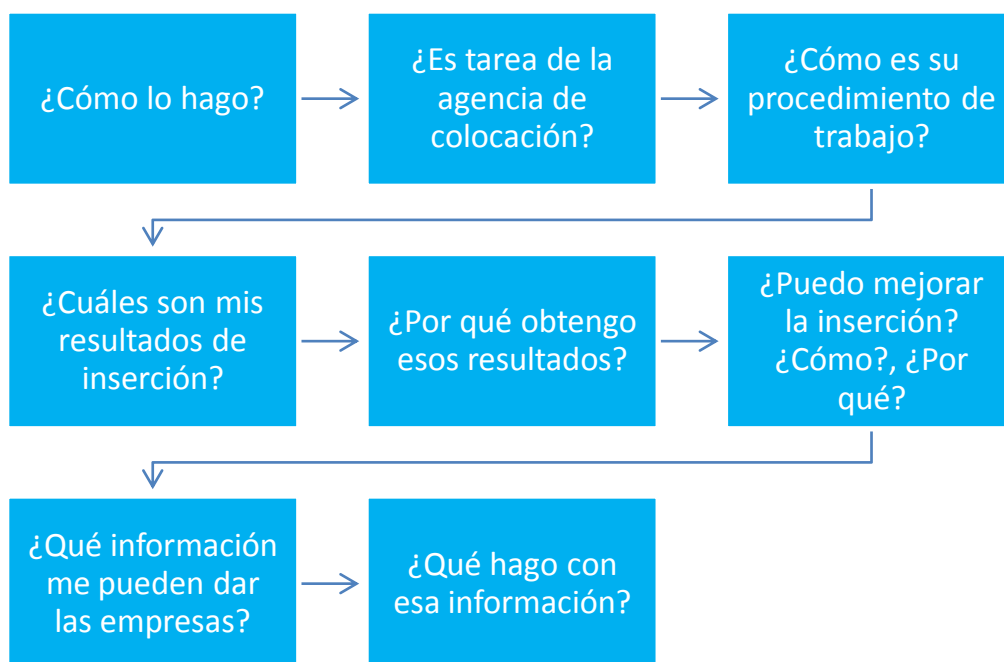 ¿Cómo lo hago?
¿Es tarea de la
agencia de
colocación?
¿Cómo es su
procedimiento de
trabajo?
¿Cuáles son mis
resultados de
inserción?
¿Por qué obtengo
esos resultados?
¿Puedo mejorar
la inserción?
¿Cómo?, ¿Por
qué?
¿Qué información
me pueden dar
las empresas?
¿Qué hago con
esa información?